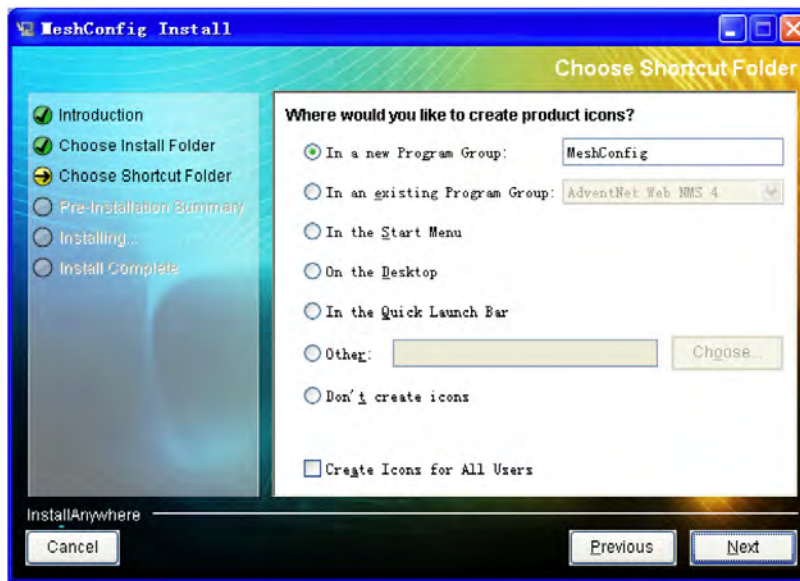 MeshConfig Install
Choose Shortcut Folder
Introduction
Choose Install Folder
Choose Shortcut Folder
Pre-Installation Summary
Installing...
Install Complete
Where would you like to create product icons?
In a new Program Group: MeshConfig
In an existing Program Group: AdventNet Web NMS 4
In the Start Menu
On the Desktop
In the Quick Launch Bar
Other: Choose...
Don't create icons
Create Icons for All Users
InstallAnywhere
Cancel Previous Next